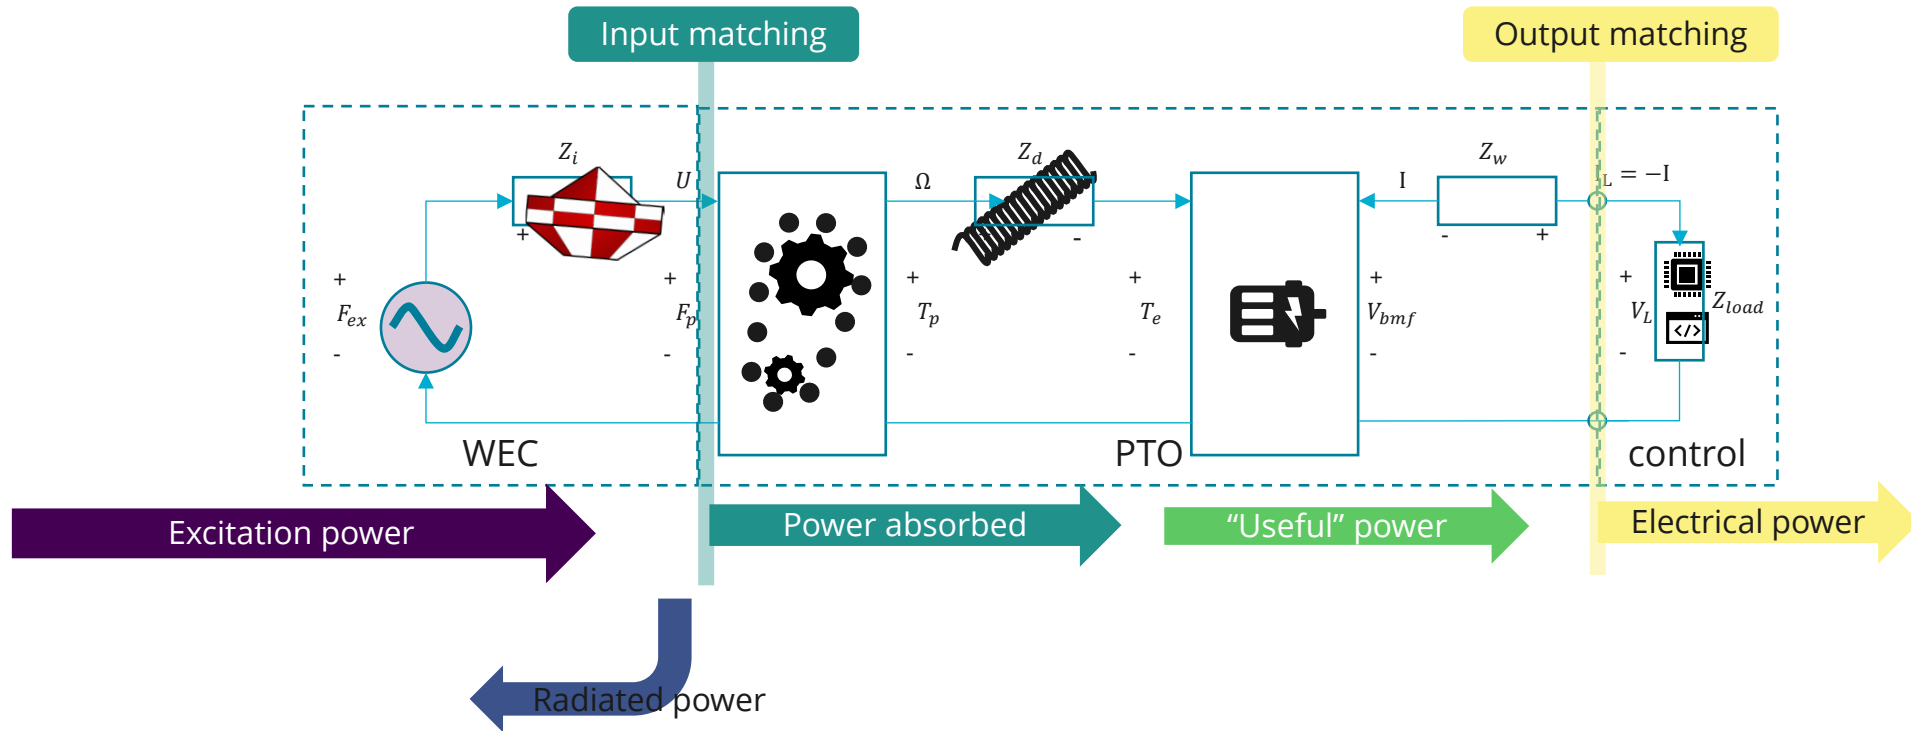 Input matching
Output matching
Z_i
Z_d
Z_w
U
Ω
I
I_L = −I
+
-
-
+
+
+
+
+
+
+
F_ex
F_p
T_p
T_e
V_bmf
V_L
Z_load
</>
-
-
-
-
-
-
WEC
PTO
control
Excitation power
Power absorbed
“Useful” power
Electrical power
Radiated power